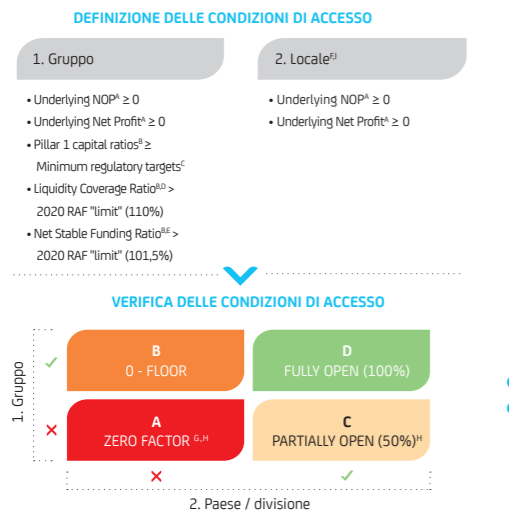 DEFINIZIONE DELLE CONDIZIONI DI ACCESSO
1. Gruppo
2. Locale F,I
• Underlying NOP A ≥ 0
• Underlying Net Profit A ≥ 0
• Pillar 1 capital ratios B ≥
Minimum regulatory targets C
• Liquidity Coverage Ratio B,D >
2020 RAF "limit" (110%)
• Net Stable Funding Ratio B,E >
2020 RAF "limit" (101,5%)
• Underlying NOP A ≥ 0
• Underlying Net Profit A ≥ 0
VERIFICA DELLE CONDIZIONI DI ACCESSO
1. Gruppo
B
0 - FLOOR
D
FULLY OPEN (100%)
A
ZERO FACTOR G,H
C
PARTIALLY OPEN (50%) H
2. Paese / divisione